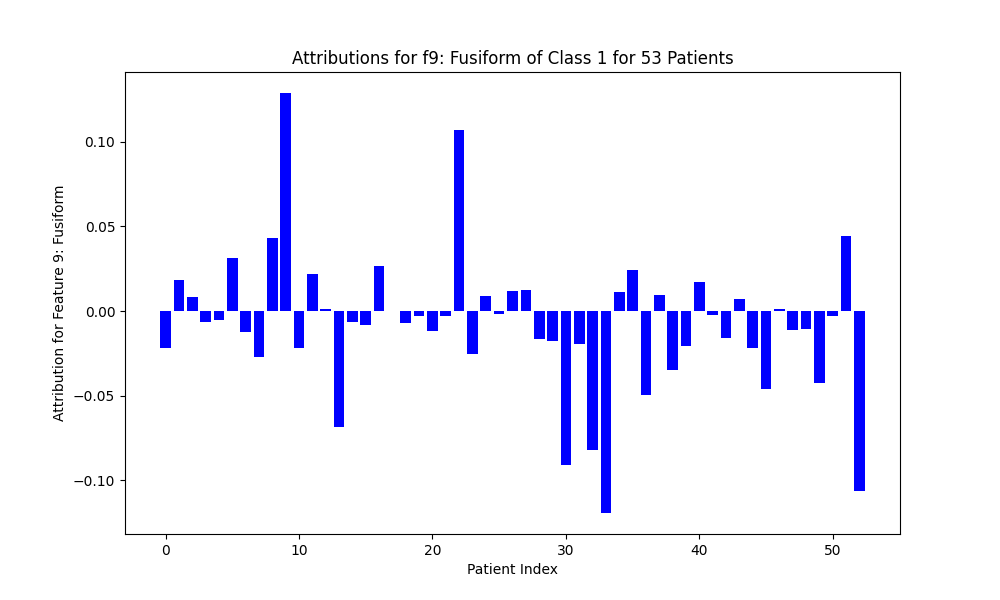 Attributions for f9: Fusiform of Class 1 for 53 Patients
Attribution for Feature 9: Fusiform
0.10
0.05
0.00
−0.05
−0.10
0 10 20 30 40 50
Patient Index